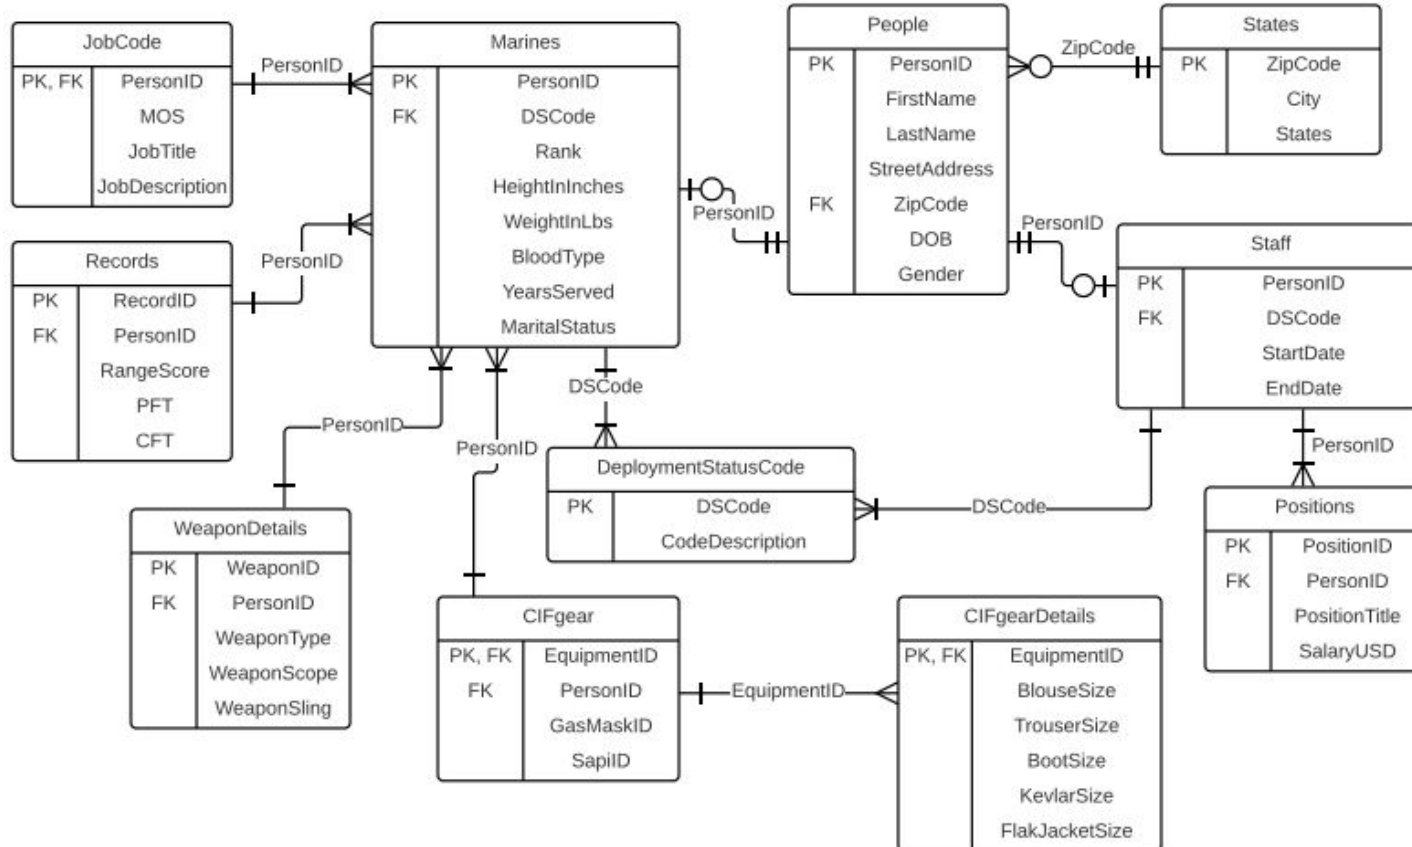 JobCode
PK, FK PersonID
MOS
JobTitle
JobDescription
PersonID
Marines
PK PersonID
FK DSCode
Rank
HeightInInches
WeightInLbs
BloodType
YearsServed
MaritalStatus
PersonID
People
PK PersonID
FirstName
LastName
StreetAddress
FK ZipCode
DOB
Gender
ZipCode
States
PK ZipCode
City
States
PersonID
Staff
PK PersonID
FK DSCode
StartDate
EndDate
Records
PK RecordID
FK PersonID
RangeScore
PFT
CFT
PersonID
PersonID
PersonID
DSCode
DeploymentStatusCode
PK DSCode
CodeDescription
DSCode
PersonID
Positions
PK PositionID
FK PersonID
PositionTitle
SalaryUSD
WeaponDetails
PK WeaponID
FK PersonID
WeaponType
WeaponScope
WeaponSling
CIFgear
PK, FK EquipmentID
FK PersonID
GasMaskID
SapiID
EquipmentID
CIFgearDetails
PK, FK EquipmentID
BlouseSize
TrouserSize
BootSize
KevlarSize
FlakJacketSize